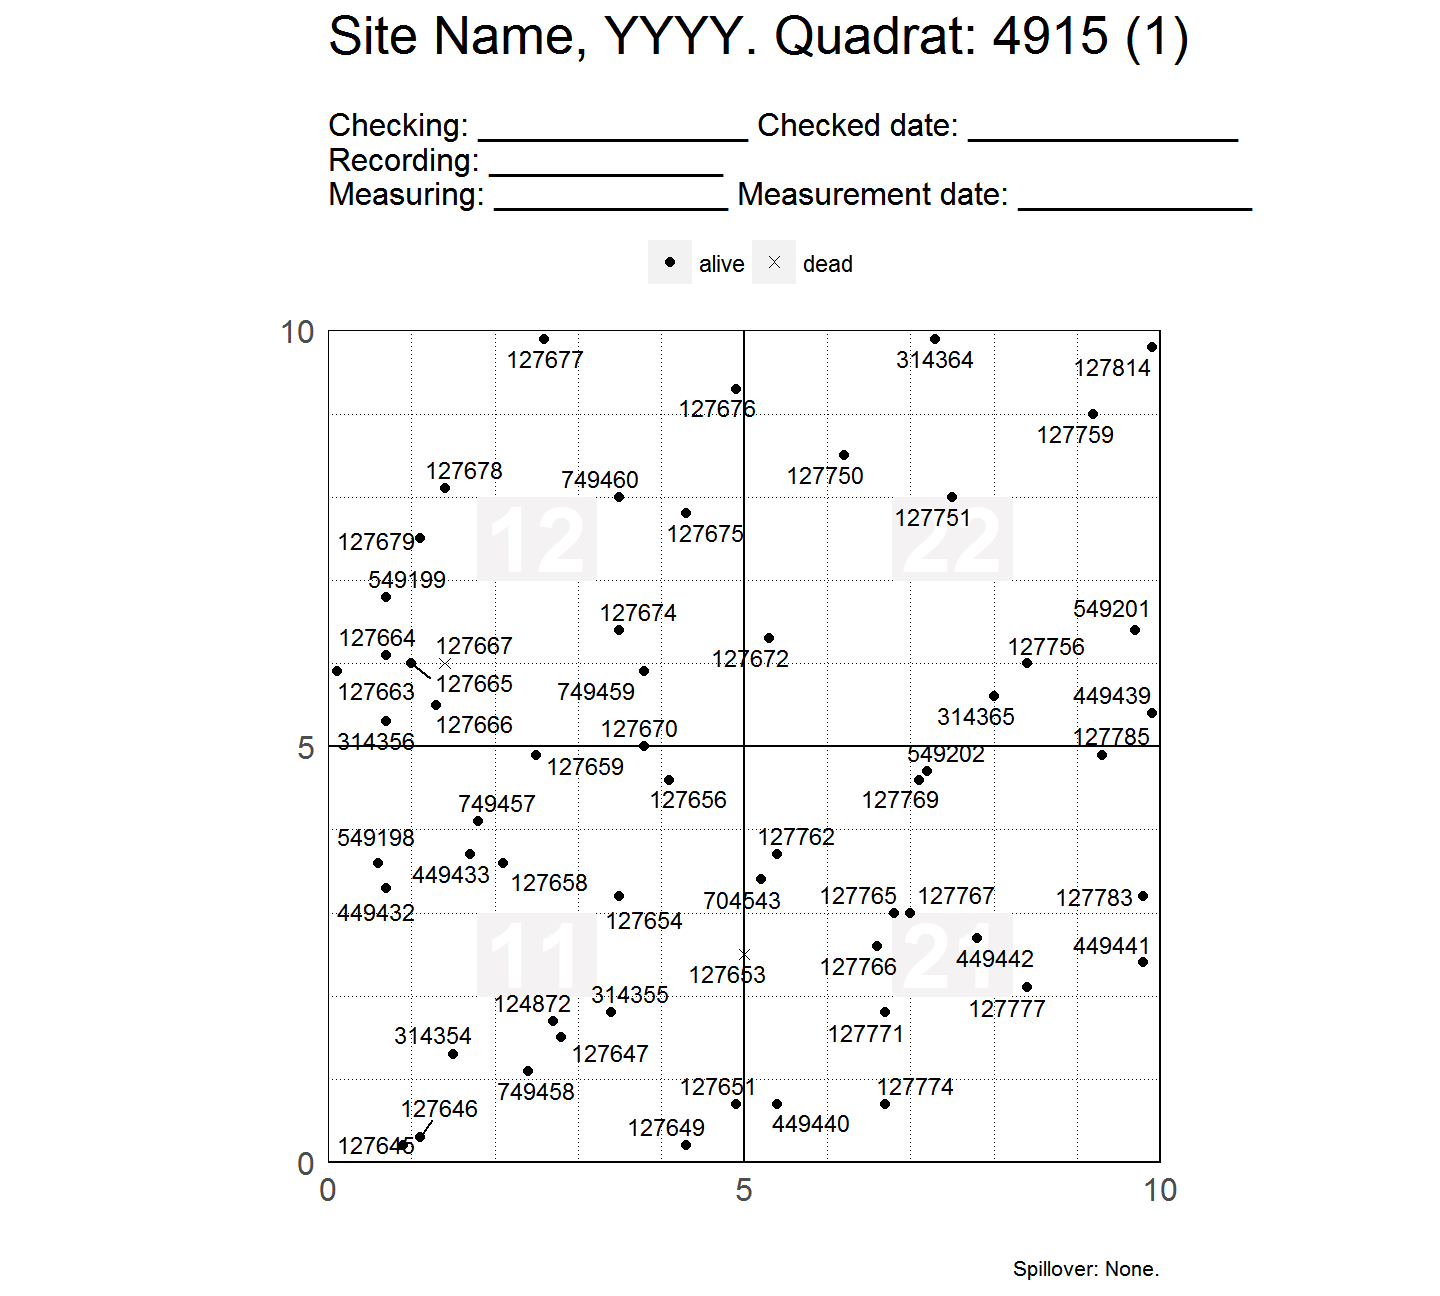 Site Name, YYYY. Quadrat: 4915 (1)
Checking: ________________ Checked date: ________________
Recording: ______________
Measuring: ______________ Measurement date: ______________
alive dead
10
127677 314364 127814
127676
127759
127678 749460 127750
12 127675 22 127751
127679
549199
127674 549201
127664 127667 127672 127756
127663 127665 749459 449439
127666 127670 314365
314356 127785
5
127659 549202
749457 127656 127769
549198 127762
449433 127658
449432 127654 704543 127765 127767 127783
11 21
127653 127766 449442 449441
124872 314355 127777
314354 127647 127771
749458 127651 127774
127646 127649 449440
127645
0
0 5 10
Spillover: None.